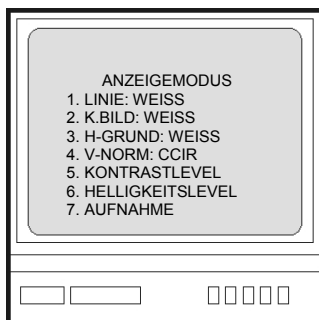 ANZEIGEMODUS
1. LINIE: WEISS
2. K.BILD: WEISS
3. H-GRUND: WEISS
4. V-NORM: CCIR
5. KONTRASTLEVEL
6. HELLIGKEITSLEVEL
7. AUFNAHME